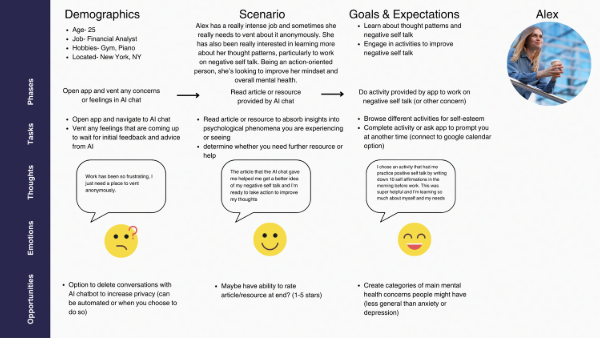 Demographics
• Age- 25
• Job- Financial Analyst
• Hobbies- Gym, Piano
• Located- New York, NY
Scenario
Alex has a really intense job and sometimes she
really needs to vent about it anonymously. She
has also been really interested in learning more
about her thought patterns, particularly to work
on negative self talk. Being an action-oriented
person, she's looking to improve her mindset and
overall mental health.
Goals & Expectations
• Learn about thought patterns and
negative self talk
• Engage in activities to improve
negative self talk
Alex
Phases
Open app and vent any concerns
or feelings in AI chat
Read article or resource
provided by AI chat
Do activity provided by app to work on
negative self talk (or other concern)
Tasks
• Open app and navigate to AI chat
• Vent any feelings that are coming up
to wait for initial feedback and advice
from AI
• Read article or resource to absorb insights into
psychological phenomena you are experiencing
or seeing
• determine whether you need further resource or
help
• Browse different activities for self-esteem
• Complete activity or ask app to prompt you
at another time (connect to google calendar
option)
Thoughts
Work has been so frustrating, I
just need a place to vent
anonymously.
The article that the AI chat gave
me helped me get a better idea
of my negative self talk and I'm
ready to take action to improve
my thoughts
I chose an activity that had me
practice positive self talk by writing
down 10 self affirmations in the
morning before work. This was
super helpful and I'm learning so
much about myself and my needs
Emotions
Opportunities
• Option to delete conversations with
AI chatbot to increase privacy (can
be automated or when you choose to
do so)
• Maybe have ability to rate
article/resource at end? (1-5 stars)
• Create categories of main mental
health concerns people might have
(less general than anxiety or
depression)